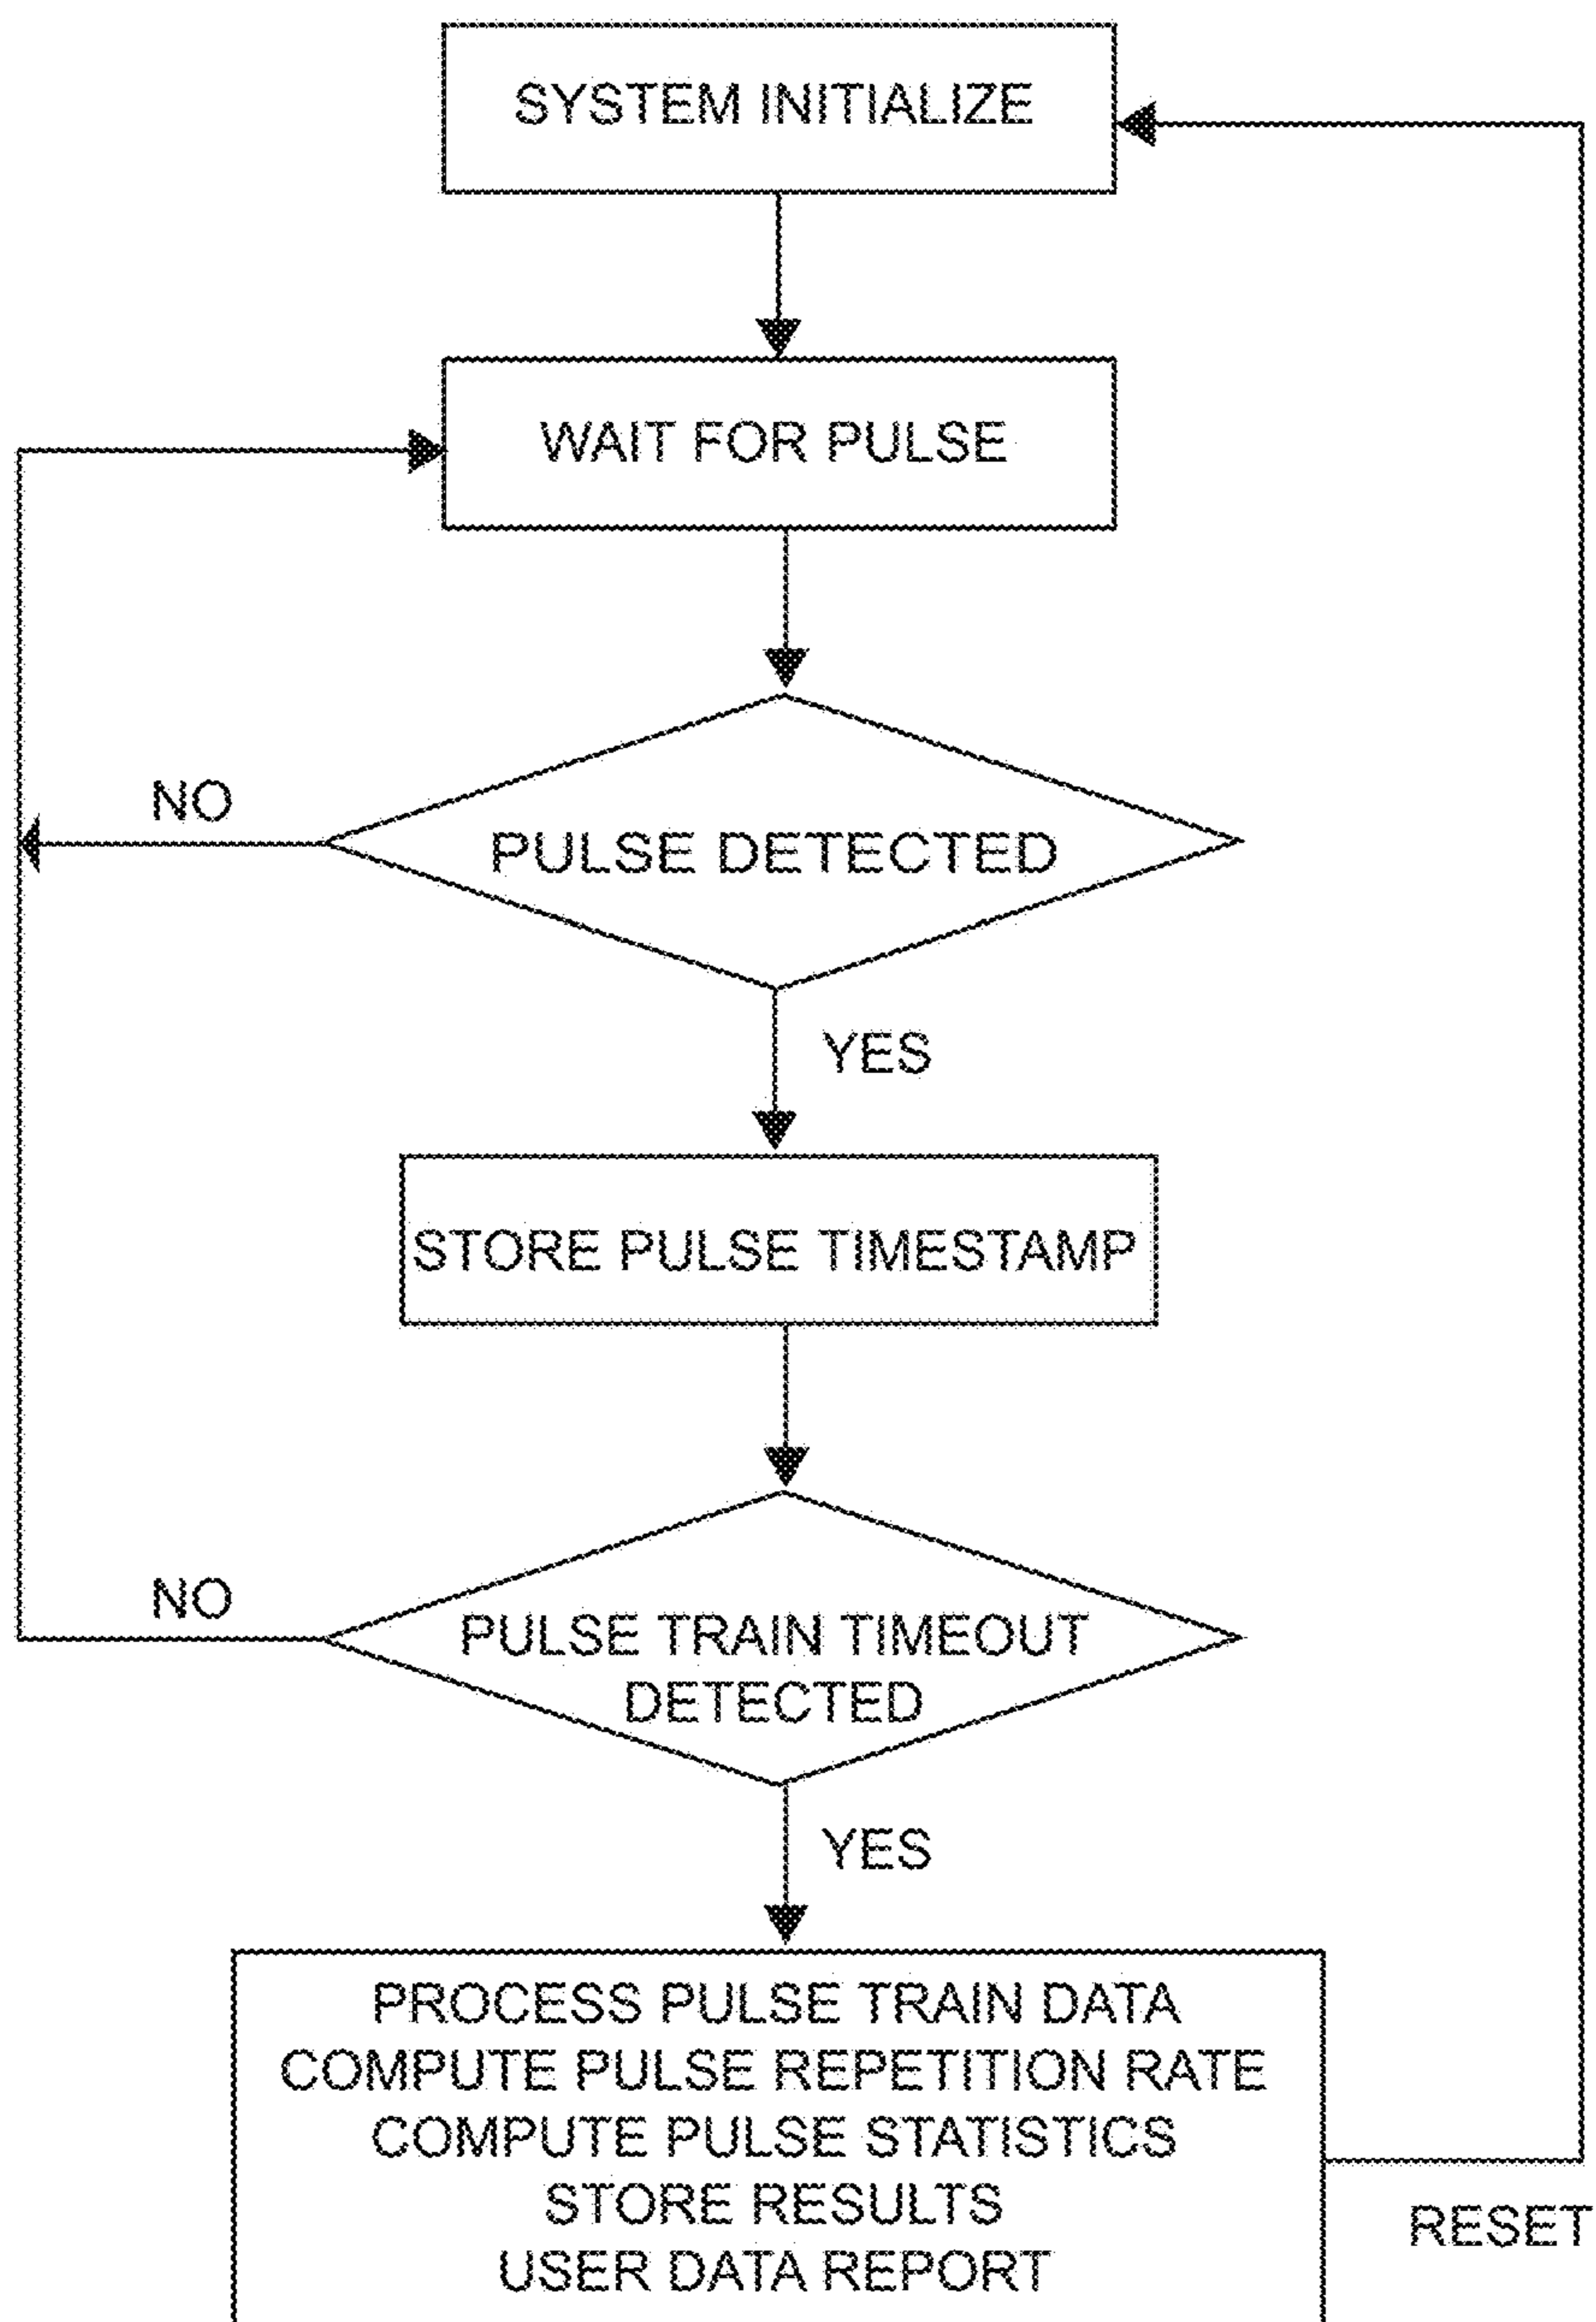 SYSTEM INITIALIZE
WAIT FOR PULSE
NO
PULSE DETECTED
YES
STORE PULSE TIMESTAMP
NO
PULSE TRAIN TIMEOUT
DETECTED
YES
PROCESS PULSE TRAIN DATA
COMPUTE PULSE REPETITION RATE
COMPUTE PULSE STATISTICS
STORE RESULTS
USER DATA REPORT
RESET